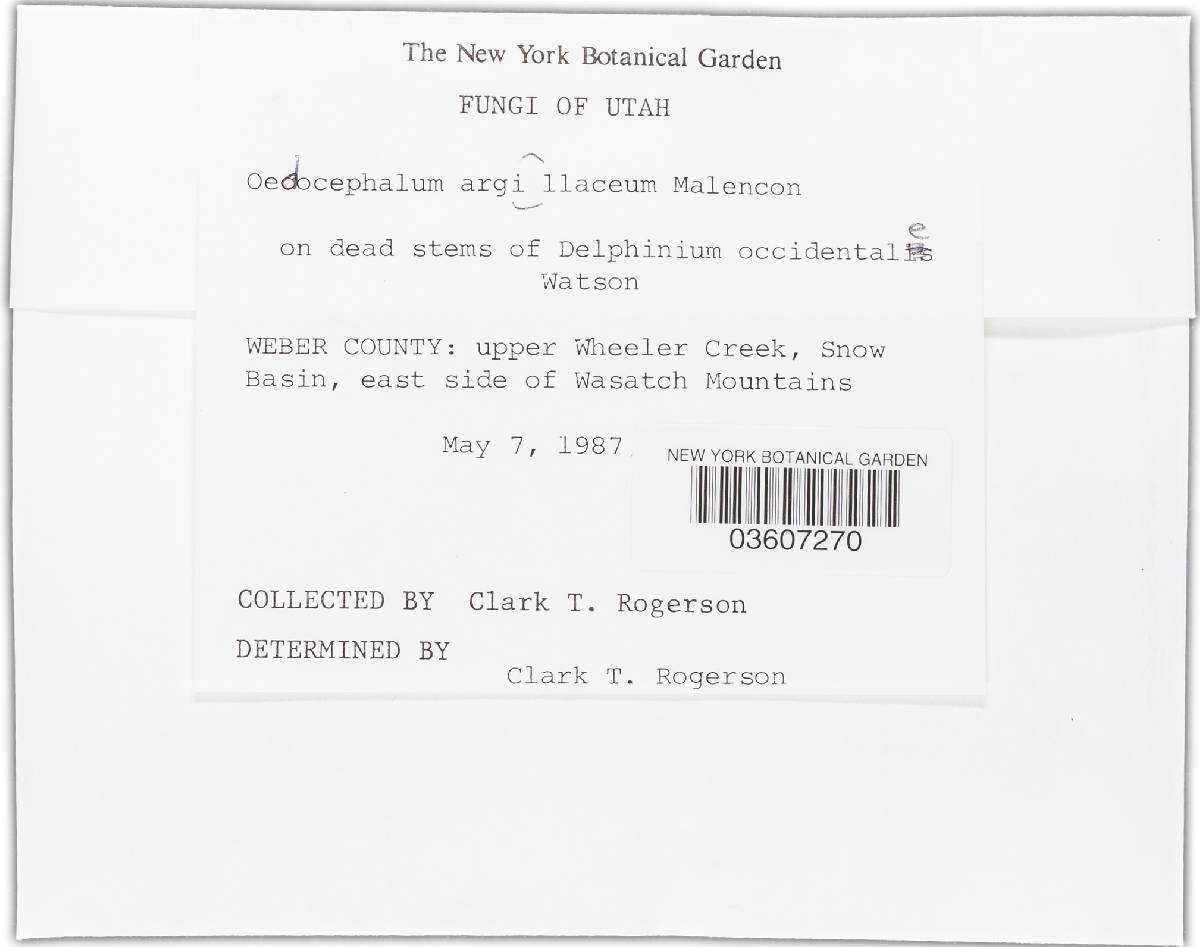 The New York Botanical Garden
FUNGI OF UTAH
Oedocephalum argillaceum Malencon
on dead stems of Delphinium occidentale
Watson
WEBER COUNTY: upper Wheeler Creek, Snow
Basin, east side of Wasatch Mountains
May 7, 1987
NEW YORK BOTANICAL GARDEN
03607270
COLLECTED BY Clark T. Rogerson
DETERMINED BY
Clark T. Rogerson